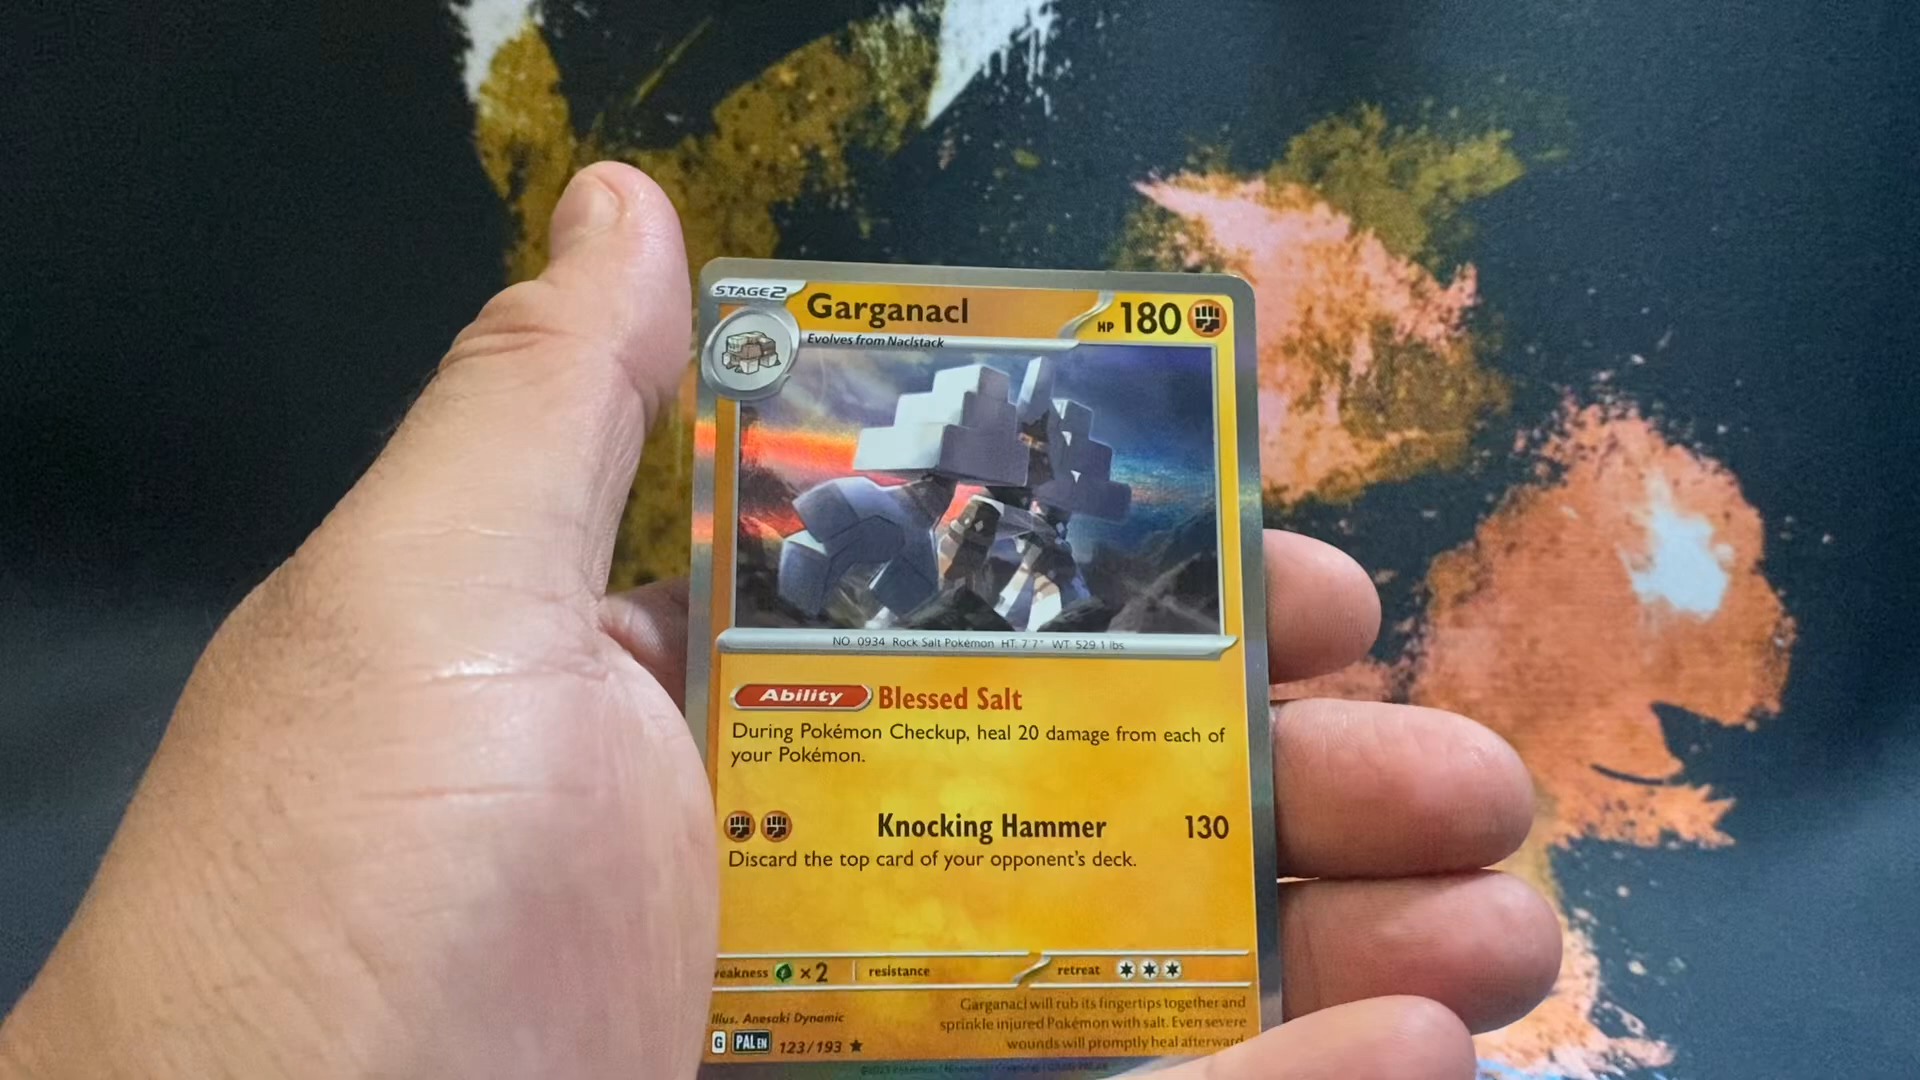 STAGE2
Garganacl
HP 180
Evolves from Naclstack
NO. 0934 Rock Salt Pokémon HT: 7'7" WT: 529.1 lbs.
Ability Blessed Salt
During Pokémon Checkup, heal 20 damage from each of
your Pokémon.
Knocking Hammer 130
Discard the top card of your opponent's deck.
weakness ×2 resistance retreat
Garganacl will rub its fingertips together and
sprinkle injured Pokémon with salt. Even severe
wounds will promptly heal afterward.
Illus. Anesaki Dynamic
G PAL EN 123/193